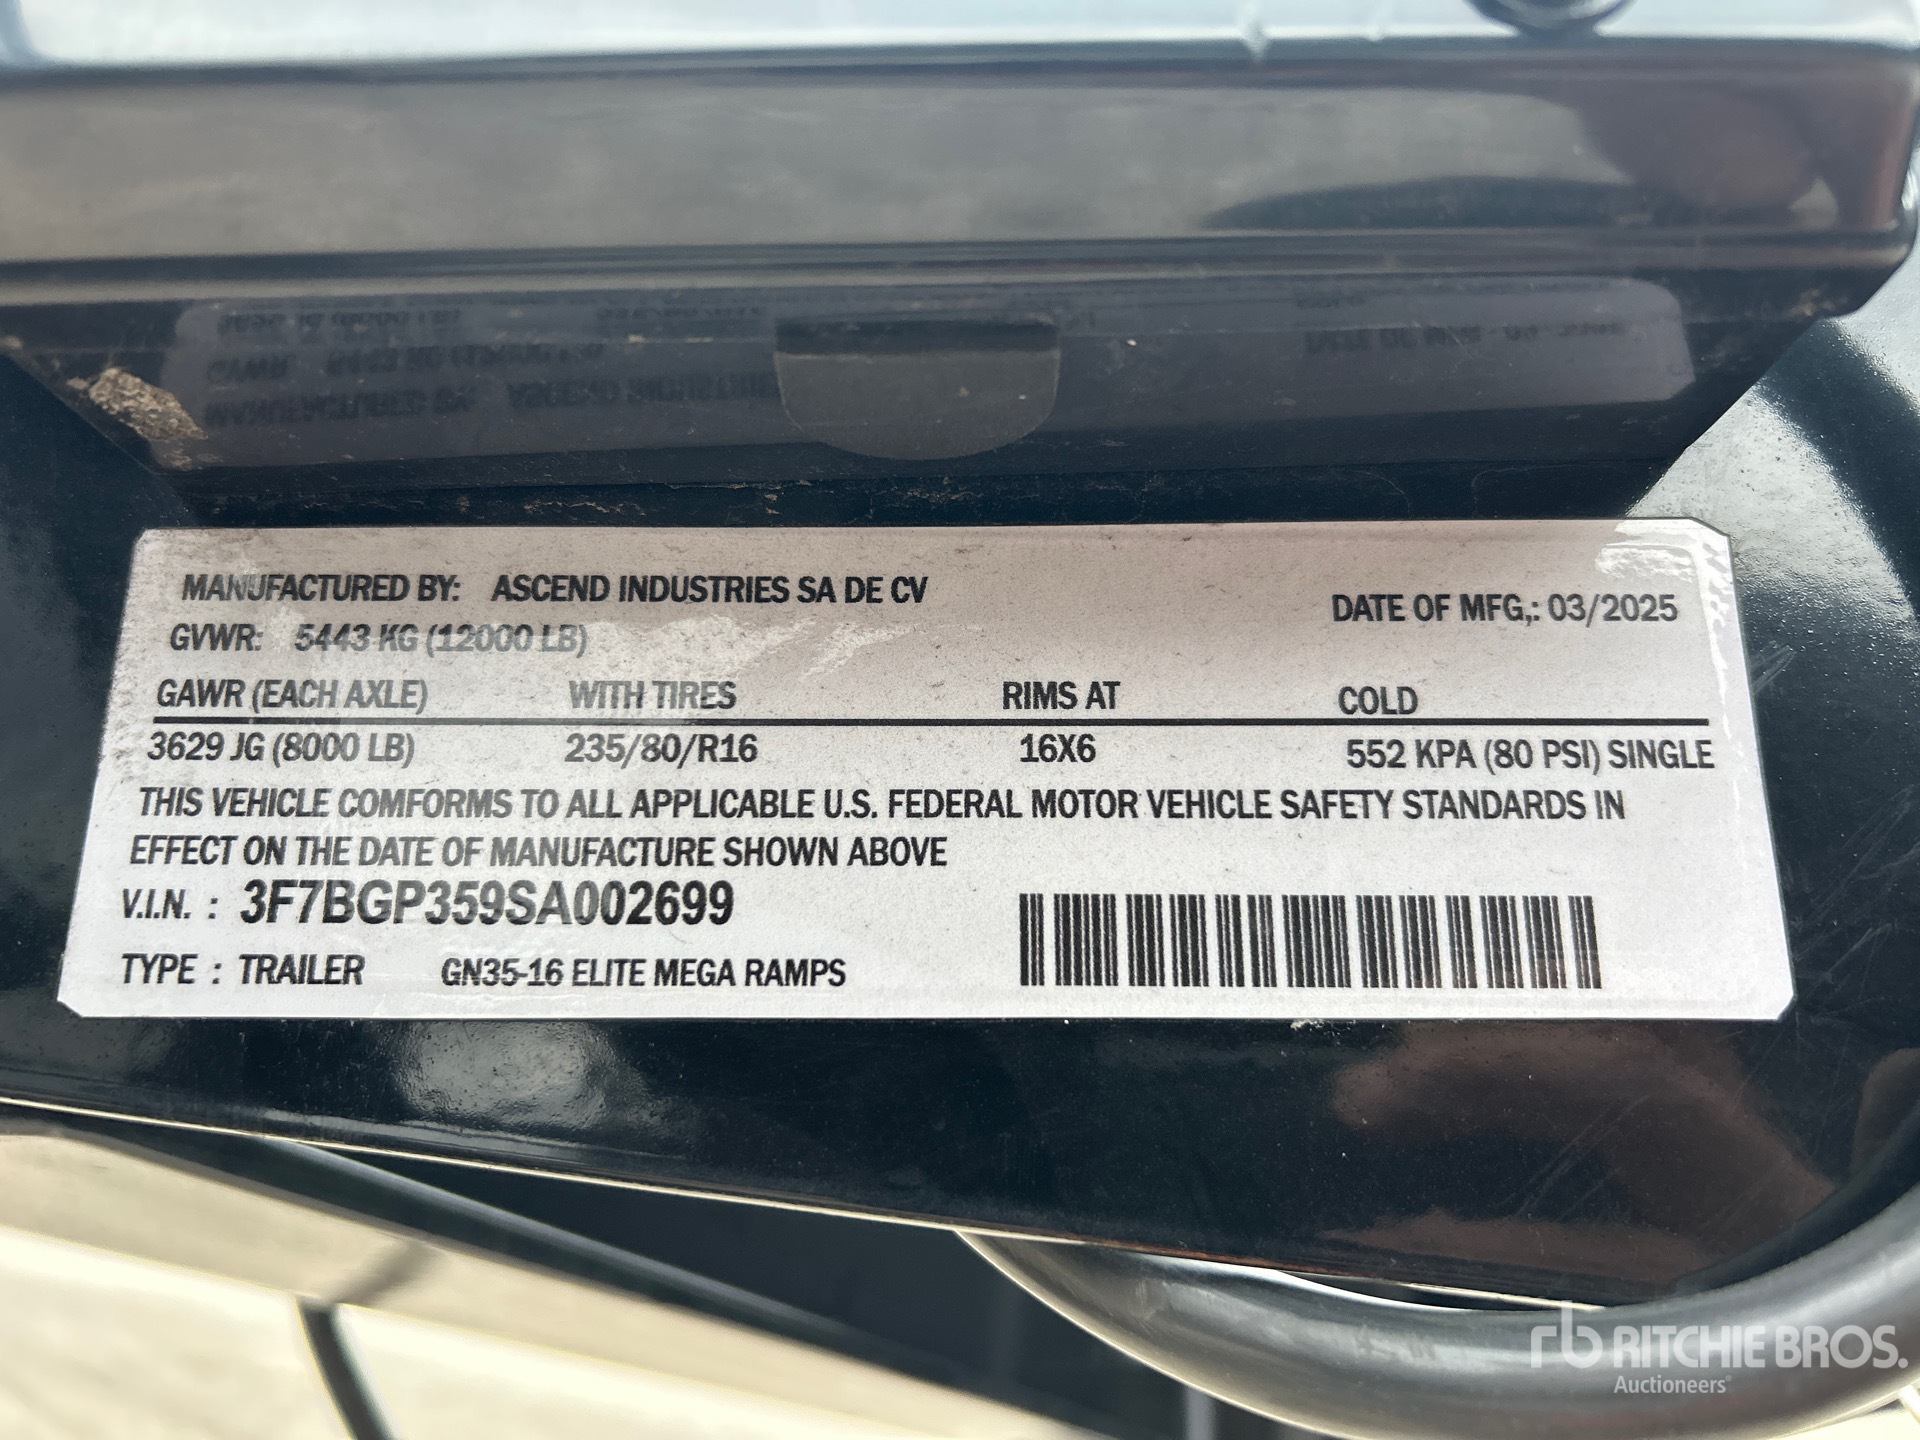 MANUFACTURED BY: ASCEND INDUSTRIES SA DE CV
DATE OF MFG,: 03/2025
GVWR: 5443 KG (12000 LB)
GAWR (EACH AXLE) WITH TIRES RIMS AT COLD
3629 JG (8000 LB) 235/80/R16 16X6 552 KPA (80 PSI) SINGLE
THIS VEHICLE COMFORMS TO ALL APPLICABLE U.S. FEDERAL MOTOR VEHICLE SAFETY STANDARDS IN
EFFECT ON THE DATE OF MANUFACTURE SHOWN ABOVE
V.I.N. : 3F7BGP359SA002699
TYPE : TRAILER GN35-16 ELITE MEGA RAMPS
rb RITCHIE BROS.
Auctioneers